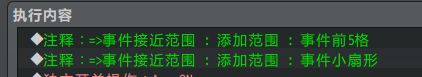 执行内容
◆注释：=>事件接近范围 : 添加范围 : 事件前5格
◆注释：=>事件接近范围 : 添加范围 : 事件小扇形